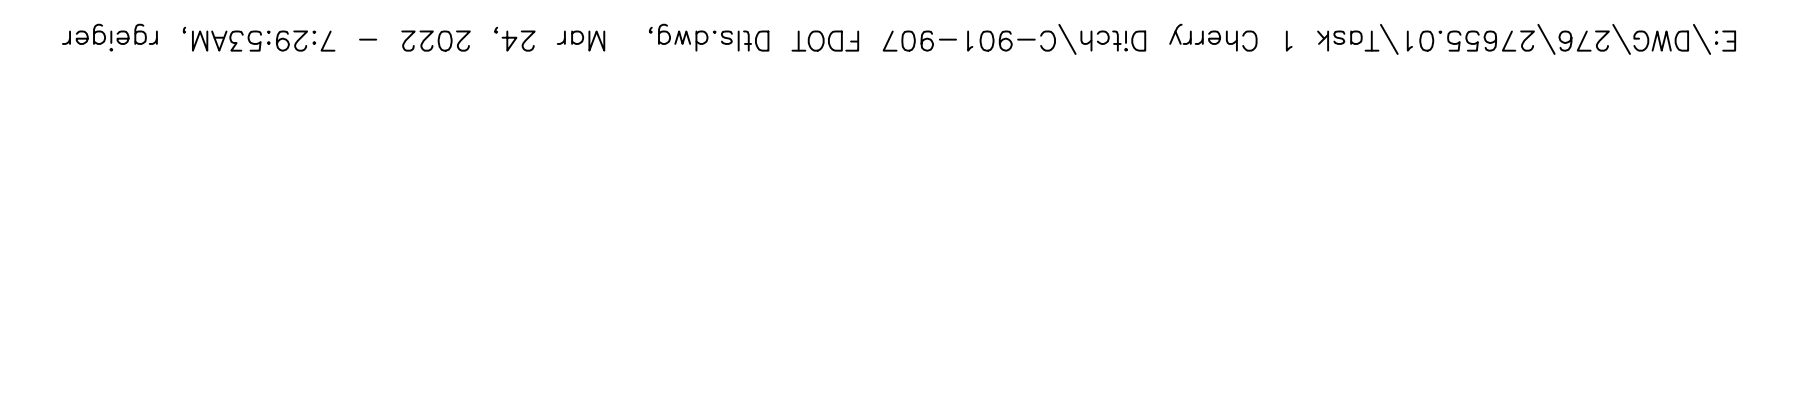 E:\DWG\276\27655.01\Task 1 Cherry Ditch\C-901-907 FDOT Dtls.dwg, Mar 24, 2022 - 7:29:53AM, rgeiger